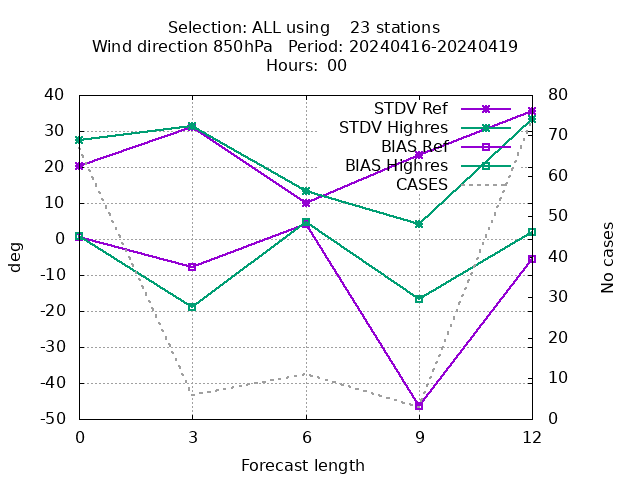 Selection: ALL using    23 stations
Wind direction 850hPa   Period: 20240416-20240419
Hours: 00
STDV Ref
STDV Highres
BIAS Ref
BIAS Highres
CASES
40
30
20
10
0
-10
-20
-30
-40
-50
deg
80
70
60
50
40
30
20
10
0
No cases
0 3 6 9 12
Forecast length